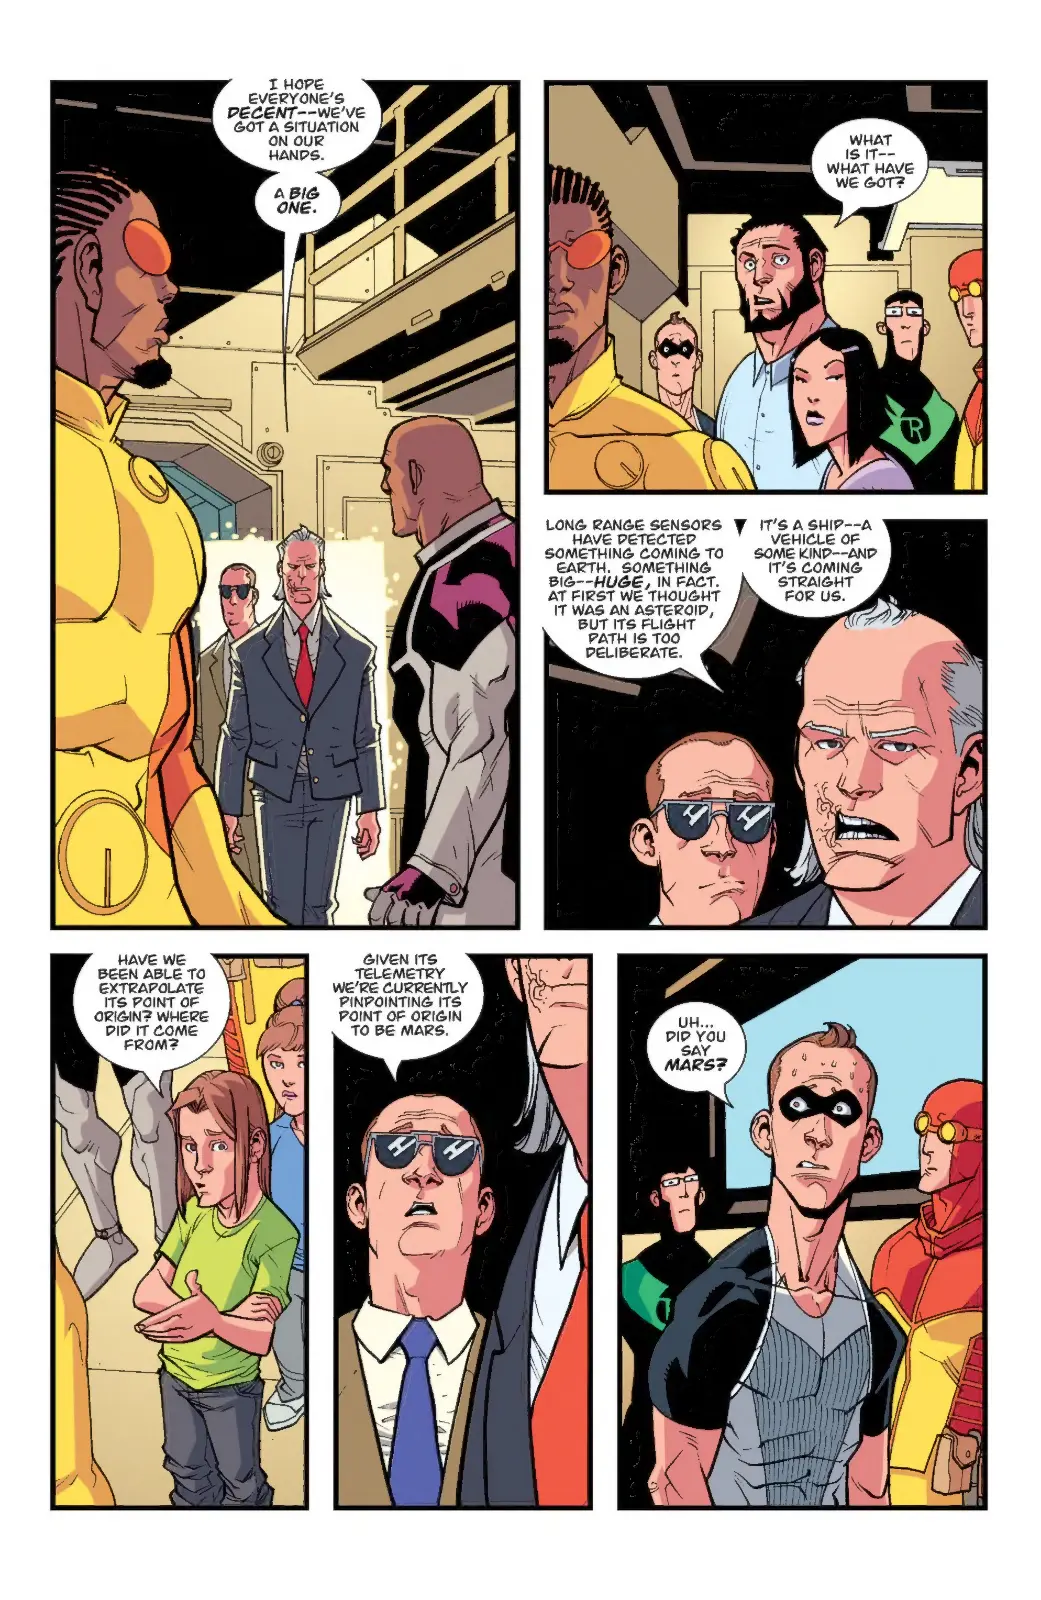 I HOPE
EVERYONE'S
DECENT--WE'VE
GOT A SITUATION
ON OUR
HANDS.
A BIG
ONE.
WHAT
IS IT--
WHAT HAVE
WE GOT?
R
LONG RANGE SENSORS
HAVE DETECTED
SOMETHING COMING TO
EARTH. SOMETHING
BIG--HUGE, IN FACT.
AT FIRST WE THOUGHT
IT WAS AN ASTEROID,
BUT ITS FLIGHT
PATH IS TOO
DELIBERATE.
IT'S A SHIP--A
VEHICLE OF
SOME KIND--AND
IT'S COMING
STRAIGHT
FOR US.
HAVE WE
BEEN ABLE TO
EXTRAPOLATE
ITS POINT OF
ORIGIN? WHERE
DID IT COME
FROM?
GIVEN ITS
TELEMETRY
WE'RE CURRENTLY
PINPOINTING ITS
POINT OF ORIGIN
TO BE MARS.
UH...
DID YOU
SAY
MARS?
R